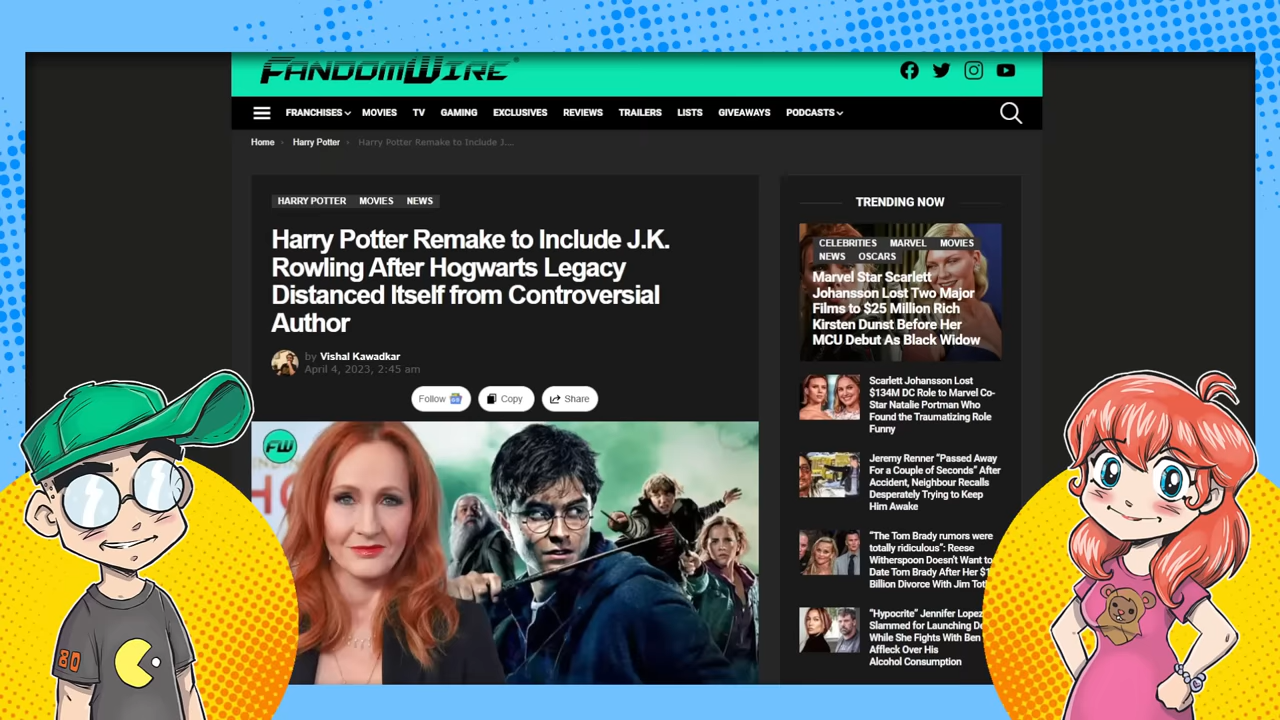 FANDOMWIRE
FRANCHISES MOVIES TV GAMING EXCLUSIVES REVIEWS TRAILERS LISTS GIVEAWAYS PODCASTS
Home Harry Potter Harry Potter Remake to Include J....
HARRY POTTER MOVIES NEWS
Harry Potter Remake to Include J.K.
Rowling After Hogwarts Legacy
Distanced Itself from Controversial
Author
by Vishal Kawadkar
April 4, 2023, 2:45 am
Follow Copy Share
FW
TRENDING NOW
CELEBRITIES MARVEL MOVIES
NEWS OSCARS
Marvel Star Scarlett
Johansson Lost Two Major
Films to $25 Million Rich
Kirsten Dunst Before Her
MCU Debut As Black Widow
Scarlett Johansson Lost
$134M DC Role to Marvel Co-
Star Natalie Portman Who
Found the Traumatizing Role
Funny
Jeremy Renner “Passed Away
For a Couple of Seconds” After
Accident, Neighbour Recalls
Desperately Trying to Keep
Him Awake
“The Tom Brady rumors were
totally ridiculous”: Reese
Witherspoon Doesn't Want to
Date Tom Brady After Her
Billion Divorce With Jim
“Hypocrite” Jennifer Lopez
Slammed for Launching
While She Fights With Ben
Affleck Over His
Alcohol Consumption
80